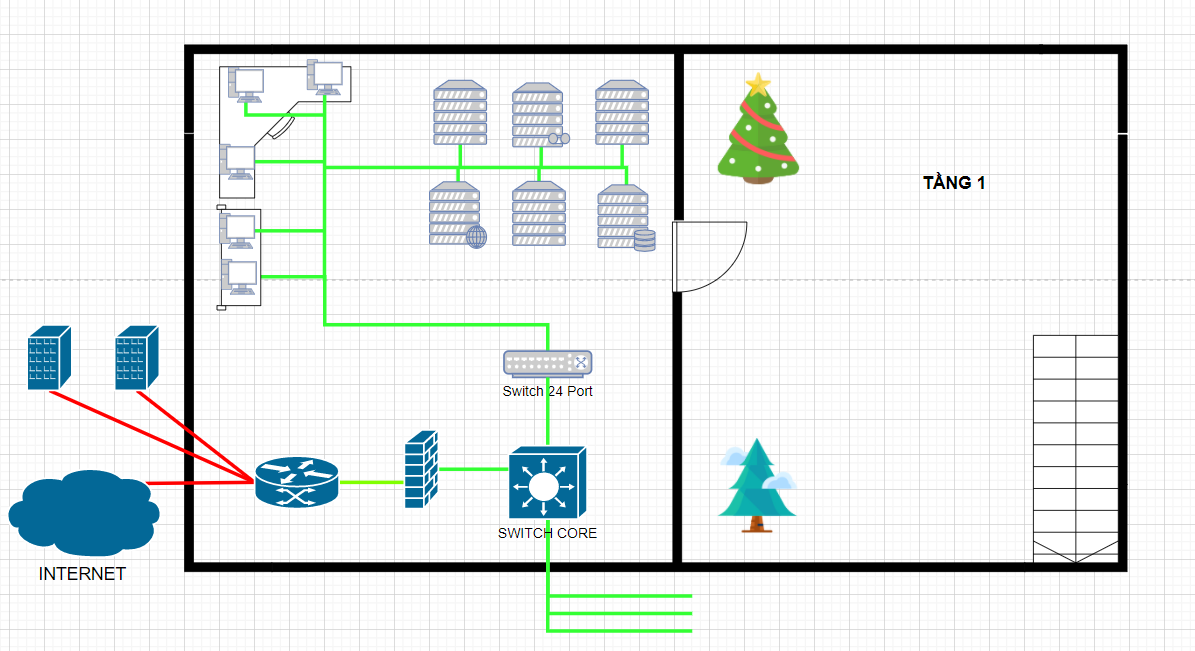 TẦNG 1
Switch 24 Port
SWITCH CORE
INTERNET